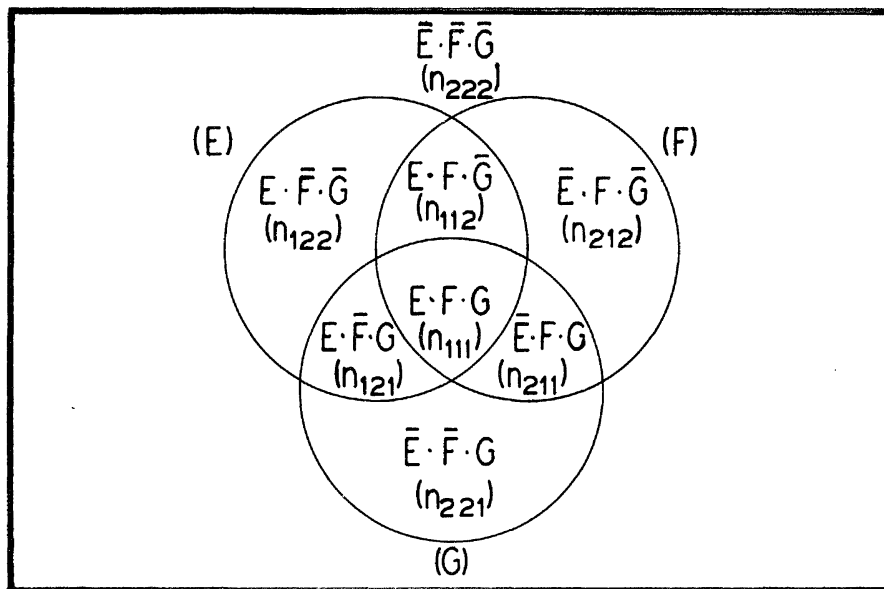 Ē·F̄·Ḡ
(n₂₂₂)
(E)
(F)
E·F̄·Ḡ
(n₁₂₂)
E·F·Ḡ
(n₁₁₂)
Ē·F·Ḡ
(n₂₁₂)
E·F·G
(n₁₁₁)
E·F̄·G
(n₁₂₁)
Ē·F·G
(n₂₁₁)
Ē·F̄·G
(n₂₂₁)
(G)